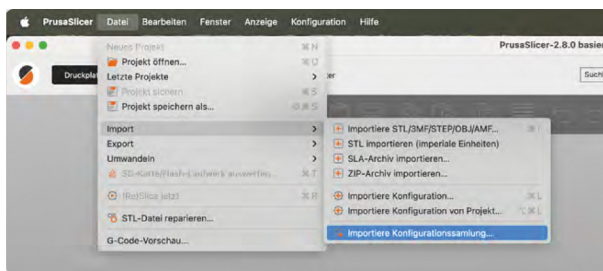 PrusaSlicer Datei Bearbeiten Fenster Anzeige Konfiguration Hilfe
PrusaSlicer-2.8.0 basier
Druckplat
Such
Neues Projekt ⌘ N
Projekt öffnen... ⌘ O
Letzte Projekte >
Projekt sichern ⌘ S
Projekt speichern als... ⇧ ⌘ S
Import >
Export >
Umwandeln >
(Re)Slice jetzt ⌘ R
STL-Datei reparieren...
G-Code-Vorschau...
Importiere STL/3MF/STEP/OBJ/AMF... ⌘ I
STL importieren (imperiale Einheiten)
SLA-Archiv importieren...
ZIP-Archiv importieren...
Importiere Konfiguration... ⌘ L
Importiere Konfiguration von Projekt... ⌥ ⌘ L
Importiere Konfigurationssamlung...